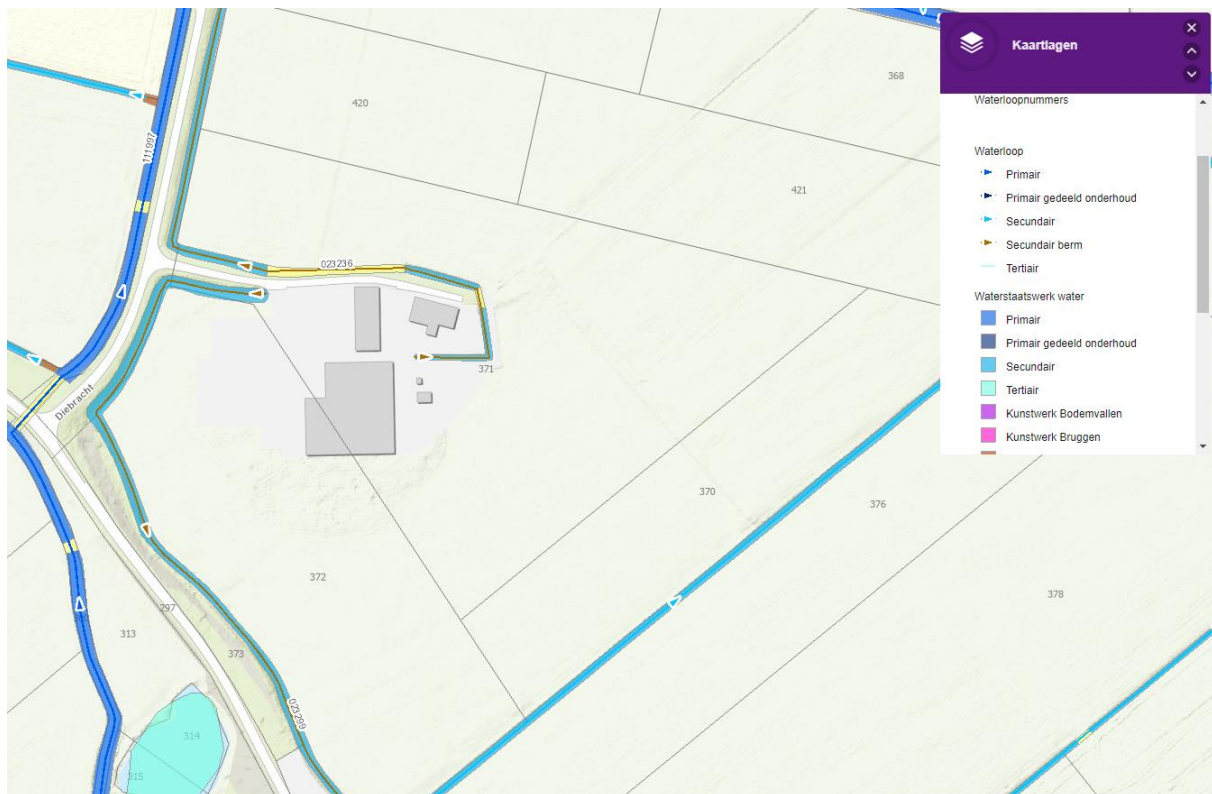 Kaartlagen
Waterloopnummers
Waterloop
Primair
Primair gedeeld onderhoud
Secundair
Secundair berm
Tertiair
Waterstaatswerk water
Primair
Primair gedeeld onderhoud
Secundair
Tertiair
Kunstwerk Bodemvallen
Kunstwerk Bruggen
368
420
111997
421
023236
371
Diebracht
370
376
372
378
297
313
373
023299
314
315